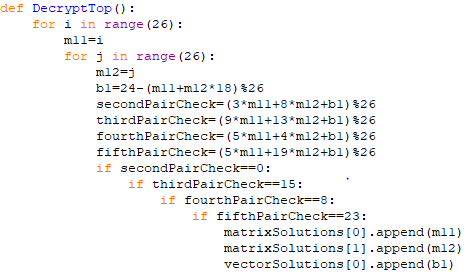 def DecryptTop():
    for i in range(26):
        m11=i
        for j in range(26):
            m12=j
            b1=24-(m11+m12*18)%26
            secondPairCheck=(3*m11+8*m12+b1)%26
            thirdPairCheck=(9*m11+13*m12+b1)%26
            fourthPairCheck=(5*m11+4*m12+b1)%26
            fifthPairCheck=(5*m11+19*m12+b1)%26
            if secondPairCheck==0:
                if thirdPairCheck==15:
                    if fourthPairCheck==8:
                        if fifthPairCheck==23:
                            matrixSolutions[0].append(m11)
                            matrixSolutions[1].append(m12)
                            vectorSolutions[0].append(b1)